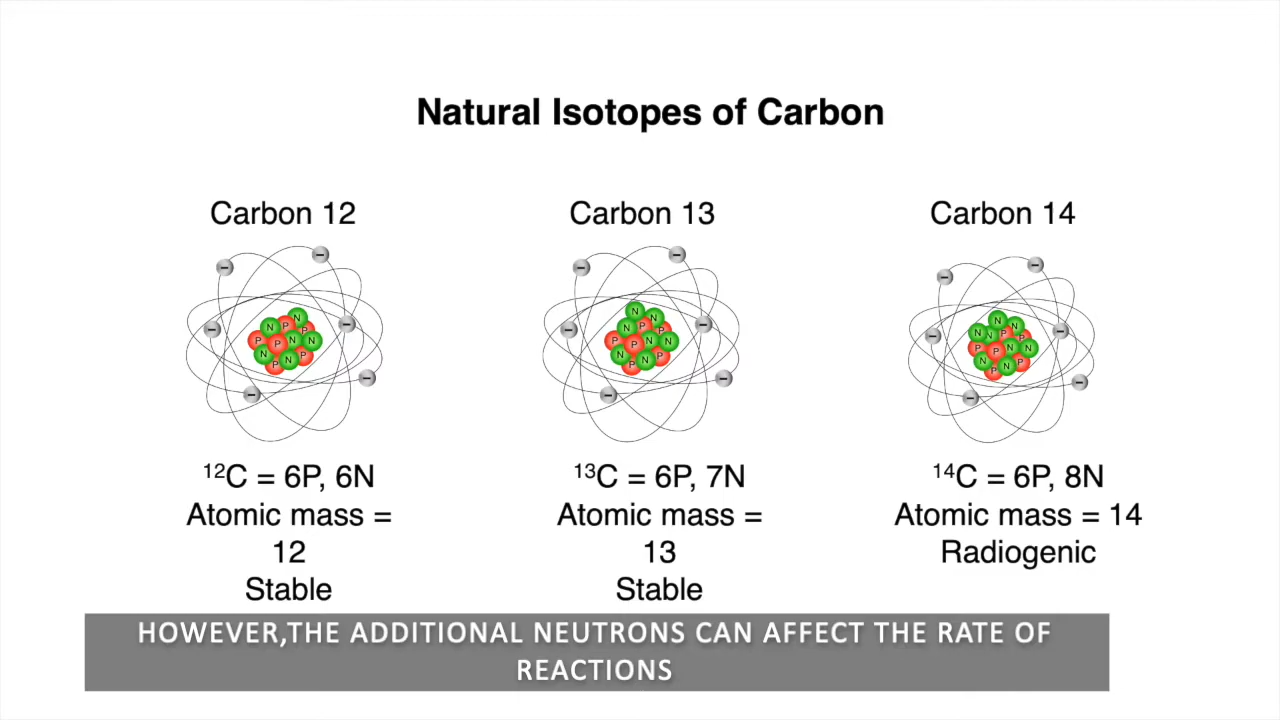 Natural Isotopes of Carbon
Carbon 12
Carbon 13
Carbon 14
N
P
N
P
P
P
N
N
N
P
N
P
N
N
N
P
P
P
P
N
N
N
P
N
P
N
N
N
N
P
P
P
P
N
N
N
P
N
P
¹²C = 6P, 6N
Atomic mass =
12
Stable
¹³C = 6P, 7N
Atomic mass =
13
Stable
¹⁴C = 6P, 8N
Atomic mass = 14
Radiogenic
HOWEVER,THE ADDITIONAL NEUTRONS CAN AFFECT THE RATE OF
REACTIONS